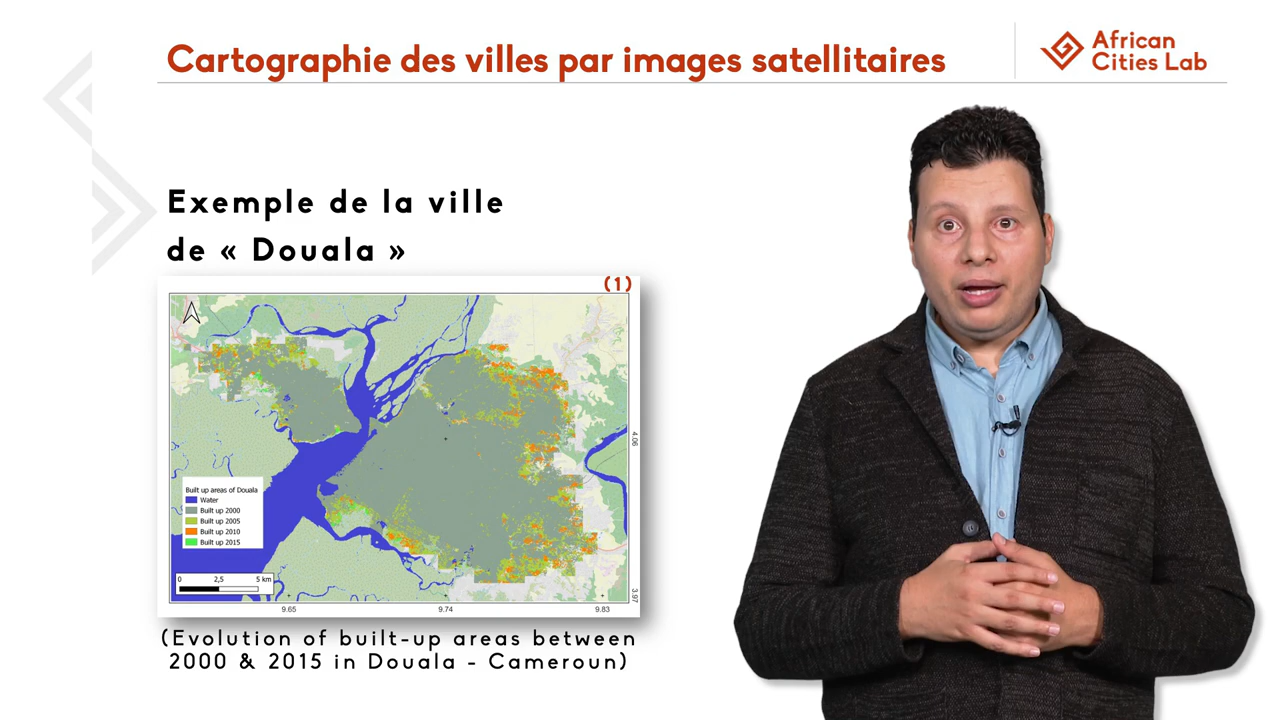 Cartographie des villes par images satellitaires
African
Cities Lab
Exemple de la ville
de « Douala »
(1)
4.06
Built up areas of Douala
Water
Built up 2000
Built up 2005
Built up 2010
Built up 2015
0 2,5 5 km
3.97
9.65 9.74 9.83
(Evolution of built-up areas between
2000 & 2015 in Douala - Cameroun)